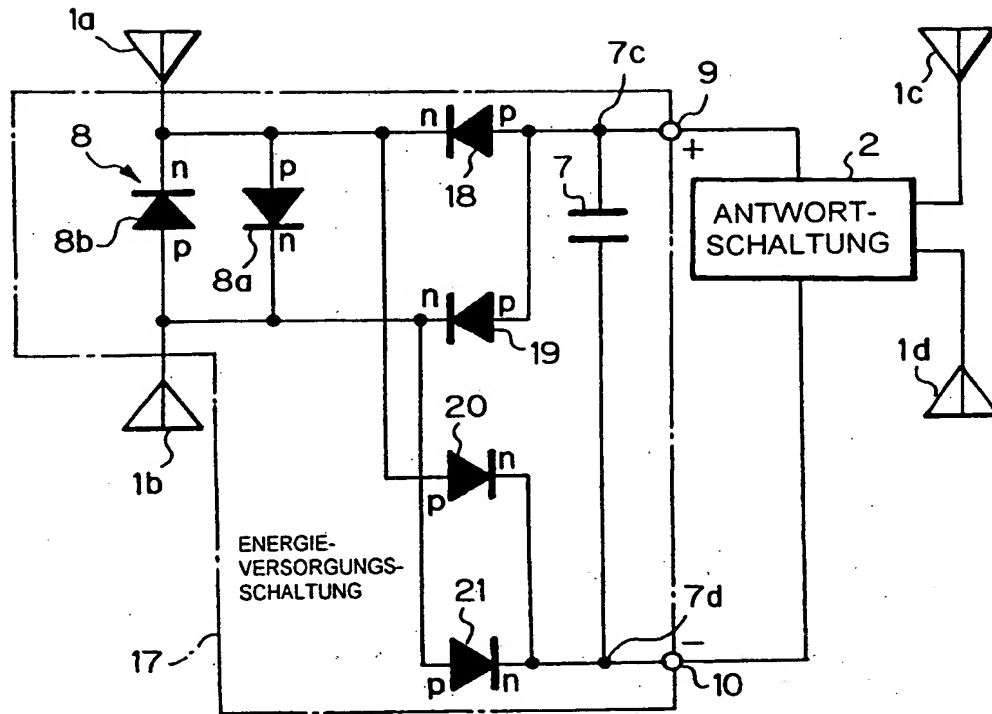 1a
7c
9
1c
n
p
8
n
p
18
+
2
7
ANTWORT-
SCHALTUNG
8b
p
n
8a
n
p
19
1d
20
n
1b
p
ENERGIE-
VERSORGUNGS-
SCHALTUNG
21
7d
−
17
p
n
10